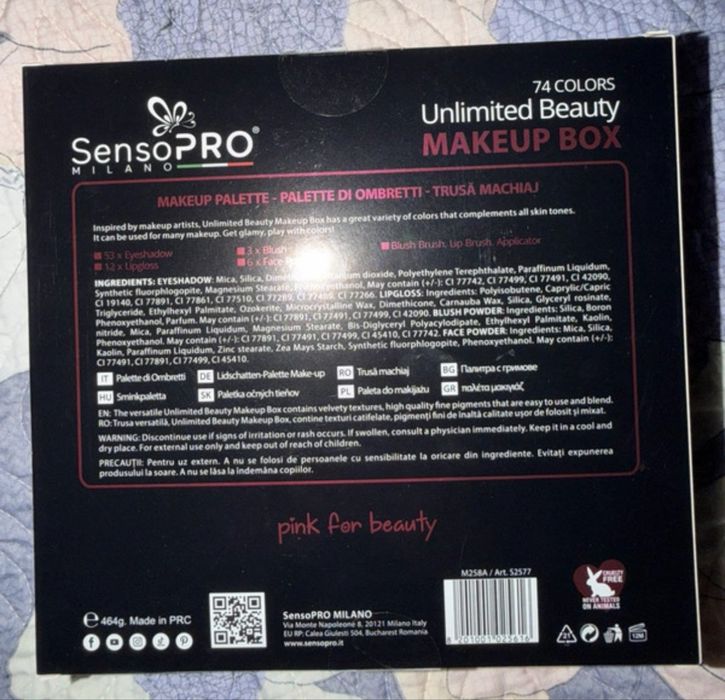 74 COLORS
Unlimited Beauty
MAKEUP BOX
SensoPRO®
MILANO
MAKEUP PALETTE - PALETTE DI OMBRETTI - TRUSĂ MACHIAJ
Inspired by makeup artists, Unlimited Beauty Makeup Box has a great variety of colors that complements all skin tones.
It can be used for many makeup. Get glamy, play with colors!
53 x Eyeshadow
3 x Blush
Blush Brush, Lip Brush, Applicator
12 x Lipgloss
6 x Face
INGREDIENTS: EYESHADOW: Mica, Silica, dioxide, Polyethylene Terephthalate, Paraffinum Liquidum,
Synthetic fluorphlogopite, Magnesium Stearate, Phenoxyethanol, May contain (+/-): CI 77742, CI 77499, CI 77491, CI 42090,
CI 19140, CI 77891, CI 77861, CI 77510, CI 77289, CI 77266. LIPGLOSS: Ingredients: Polyisobutene, Caprylic/Capric
Triglyceride, Ethylhexyl Palmitate, Ozokerite, Microcrystalline Wax, Dimethicone, Carnauba Wax, Silica, Glyceryl rosinate,
Phenoxyethanol, Parfum. May contain (+/-): CI 77891, CI 77491, CI 77499, CI 42090. BLUSH POWDER: Ingredients: Silica, Boron
nitride, Mica, Paraffinum Liquidum, Magnesium Stearate, Bis-Diglyceryl Polyacyladipate, Ethylhexyl Palmitate, Kaolin,
Phenoxyethanol. May contain (+/-): CI 77891, CI 77491, CI 77499, CI 45410, CI 77742. FACE POWDER: Ingredients: Mica, Silica,
Kaolin, Paraffinum Liquidum, Zinc stearate, Zea Mays Starch, Synthetic fluorphlogopite, Phenoxyethanol. May contain (+/-):
CI 77491, CI 77891, CI 77499, CI 45410.
IT Palette di Ombretti DE Lidschatten-Palette Make-up RO Trusă machiaj BG Палитра с гримове
HU Sminkpaletta SK Paletka očných tieňov PL Paleta do makijażu GR παλέτα μακιγιάζ
EN: The versatile Unlimited Beauty Makeup Box contains velvety textures, high quality fine pigments that are easy to use and blend.
RO: Trusa versatilă, Unlimited Beauty Makeup Box, contine texturi catifelate, pigmenți fini de înaltă calitate ușor de folosit și mixat.
WARNING: Discontinue use if signs of irritation or rash occurs. If swollen, consult a physician immediately. Keep it in a cool and
dry place. For external use only and keep out of reach of children.
PRECAUȚII: Pentru uz extern. A nu se folosi de persoanele cu sensibilitate la oricare din ingrediente. Evitați expunerea
produsului la soare. A nu se lăsa la îndemâna copiilor.
pink for beauty
M258A / Art. 52577
CRUELTY
FREE
NEVER TESTED
ON ANIMALS
℮ 464g. Made in PRC
SensoPRO MILANO
Via Monte Napoleone 8, 20121 Milano Italy
EU RP: Calea Giulesti 504, Bucharest Romania
www.sensopro.it
8 201001 025636
21
12M